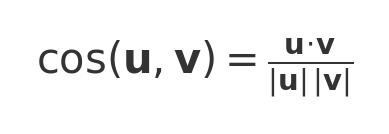 cos(𝐮, 𝐯) = 𝐮·𝐯 / |𝐮| |𝐯|